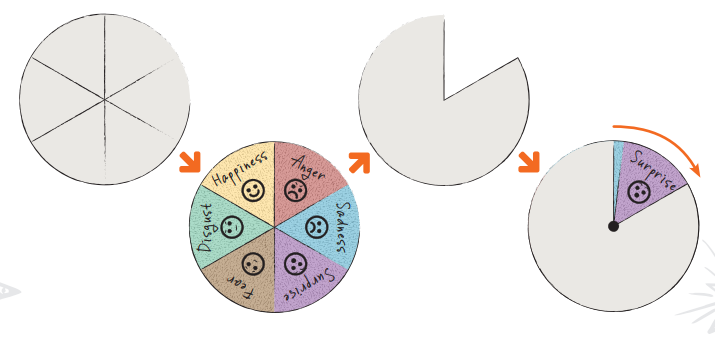 Happiness
Anger
Disgust
Sadness
Fear
Surprise
Surprise